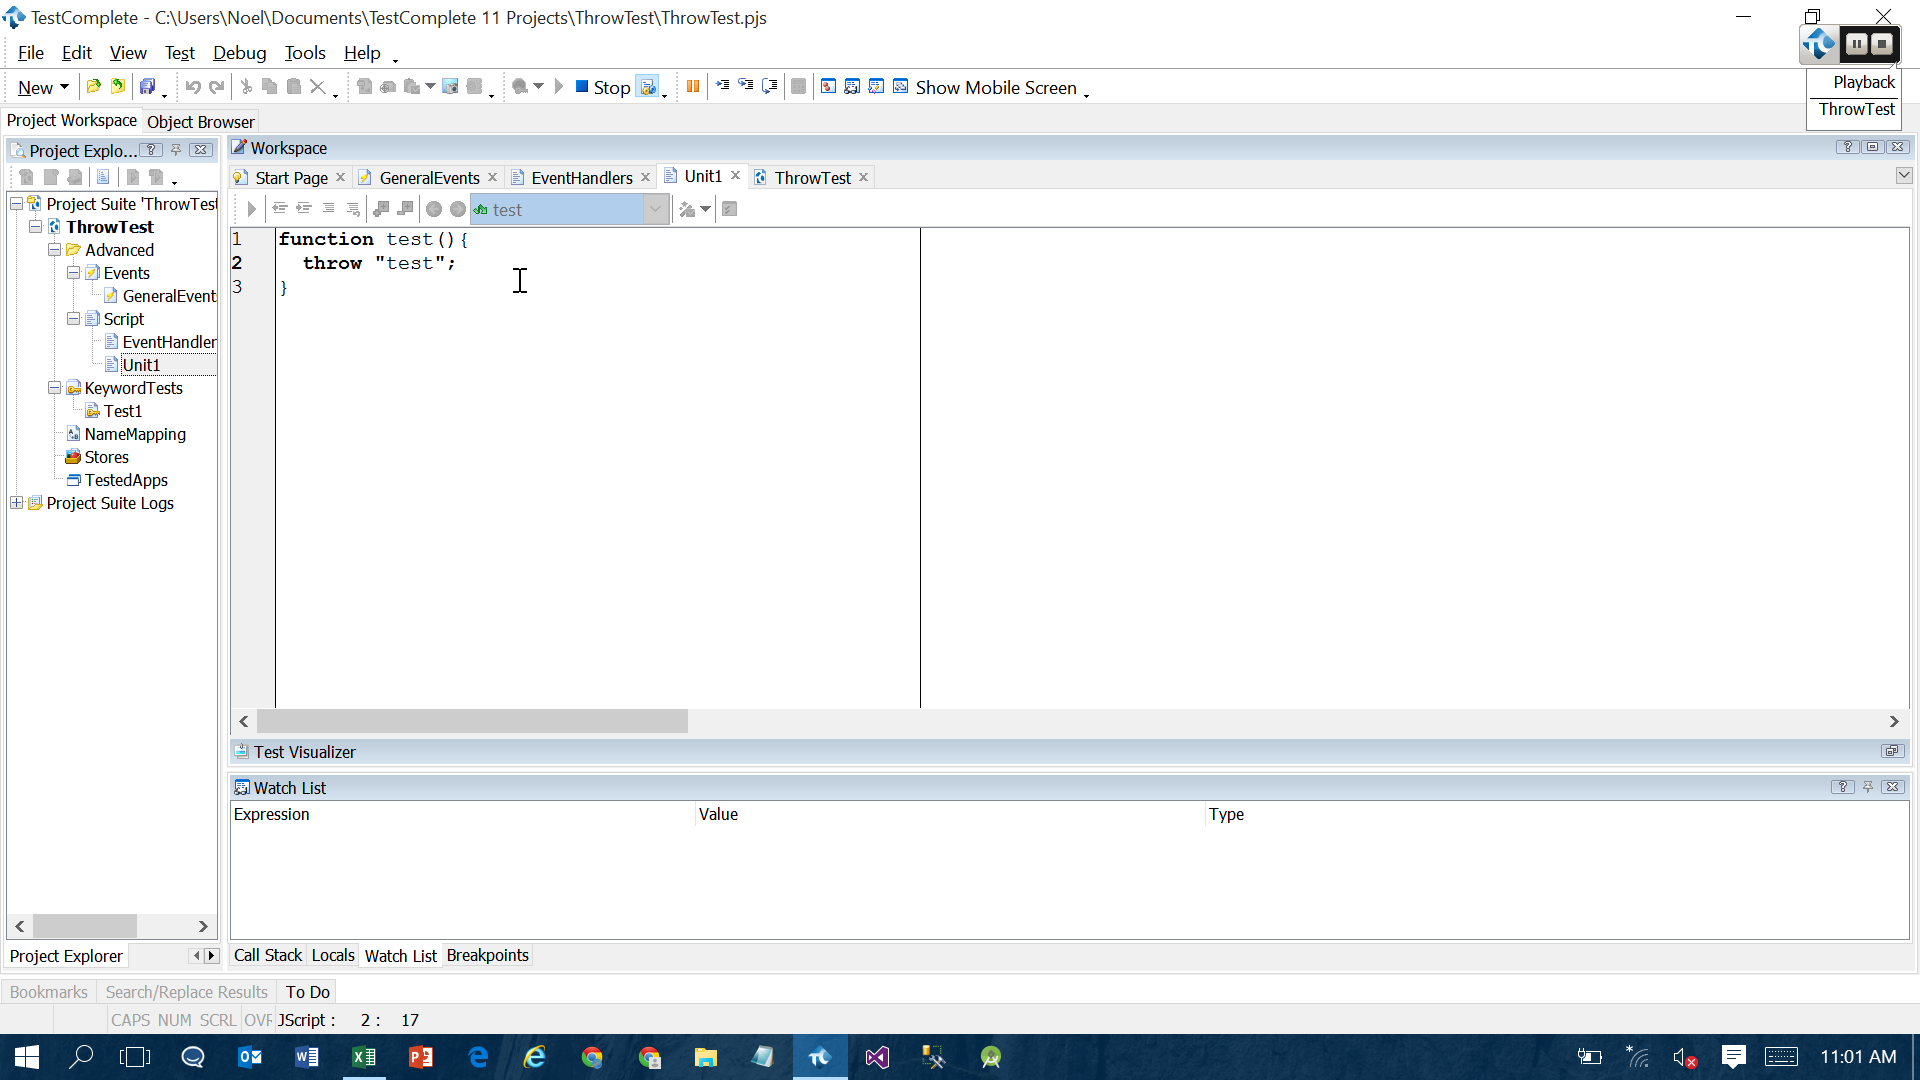 TestComplete - C:\Users\Noel\Documents\TestComplete 11 Projects\ThrowTest\ThrowTest.pjs
File Edit View Test Tools Debug Help
New Stop Show Mobile Screen
Playback
ThrowTest
Project Workspace Object Browser
Project Explo...
Workspace
Start Page GeneralEvents EventHandlers Unit1 ThrowTest
test
Project Suite 'ThrowTest
ThrowTest
Advanced
Events
GeneralEvent
Script
EventHandler
Unit1
KeywordTests
Test1
NameMapping
Stores
TestedApps
Project Suite Logs
1 function test(){
2 throw "test";
3 }
Test Visualizer
Watch List
Expression Value Type
Project Explorer
Call Stack Locals Watch List Breakpoints
Bookmarks Search/Replace Results To Do
CAPS NUM SCRL OVR JScript : 2 : 17
11:01 AM